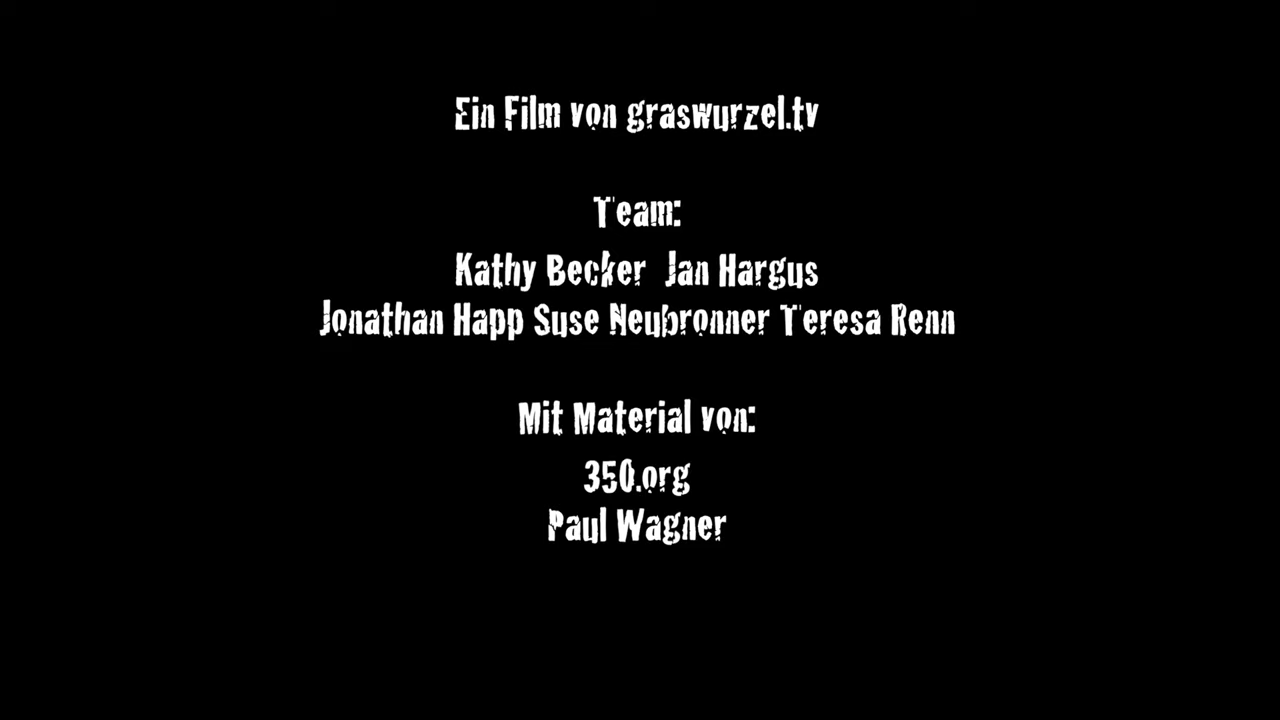 Ein Film von graswurzel.tv
Team:
Kathy Becker Jan Hargus
Jonathan Happ Suse Neubronner Teresa Renn
Mit Material von:
350.org
Paul Wagner